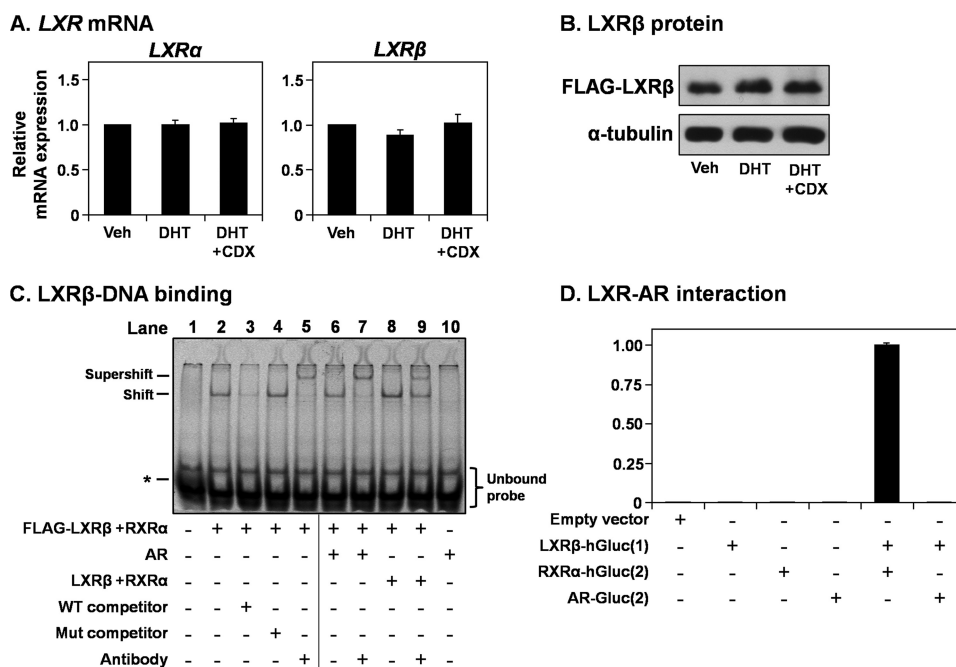 A. LXR mRNA
LXRα
LXRβ
Relative
mRNA expression
1.5
1.0
0.5
0
Veh
DHT
DHT
+CDX
1.5
1.0
0.5
0
Veh
DHT
DHT
+CDX
B. LXRβ protein
FLAG-LXRβ
α-tubulin
Veh
DHT
DHT
+CDX
C. LXRβ-DNA binding
Lane 1 2 3 4 5 6 7 8 9 10
Supershift
Shift
*
Unbound
probe
FLAG-LXRβ +RXRα - + + + + + + + + -
AR - - - - - + + - - +
LXRβ +RXRα - - - - - - - + + -
WT competitor - - + - - - - - - -
Mut competitor - - - + - - - - - -
Antibody - - - - + - + - + -
D. LXR-AR interaction
1.00
0.75
0.50
0.25
0
Empty vector + - - - - -
LXRβ-hGluc(1) - + - - + +
RXRα-hGluc(2) - - + - + -
AR-Gluc(2) - - - + - +